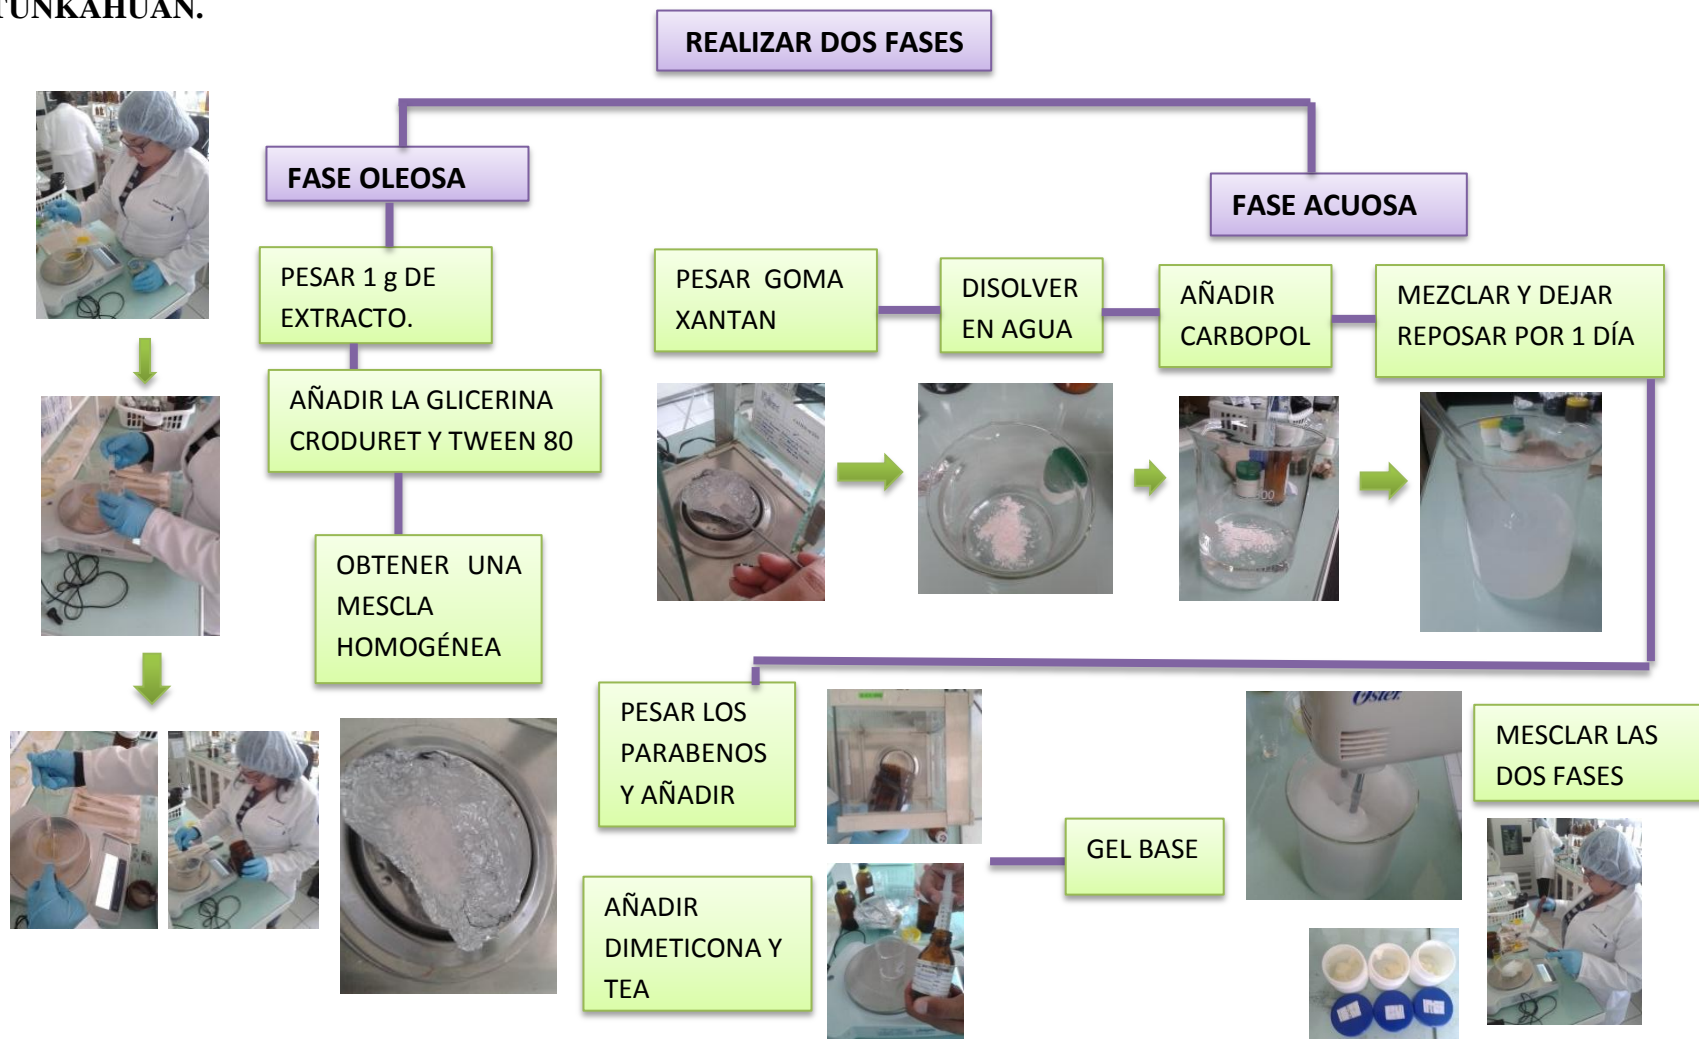 TUNKAHUAN.
REALIZAR DOS FASES
FASE OLEOSA
PESAR 1 g DE
EXTRACTO.
AÑADIR LA GLICERINA
CRODURET Y TWEEN 80
OBTENER UNA
MESCLA
HOMOGÉNEA
FASE ACUOSA
PESAR GOMA
XANTAN
DISOLVER
EN AGUA
AÑADIR
CARBOPOL
MEZCLAR Y DEJAR
REPOSAR POR 1 DÍA
PESAR LOS
PARABENOS
Y AÑADIR
AÑADIR
DIMETICONA Y
TEA
GEL BASE
Oster
MESCLAR LAS
DOS FASES